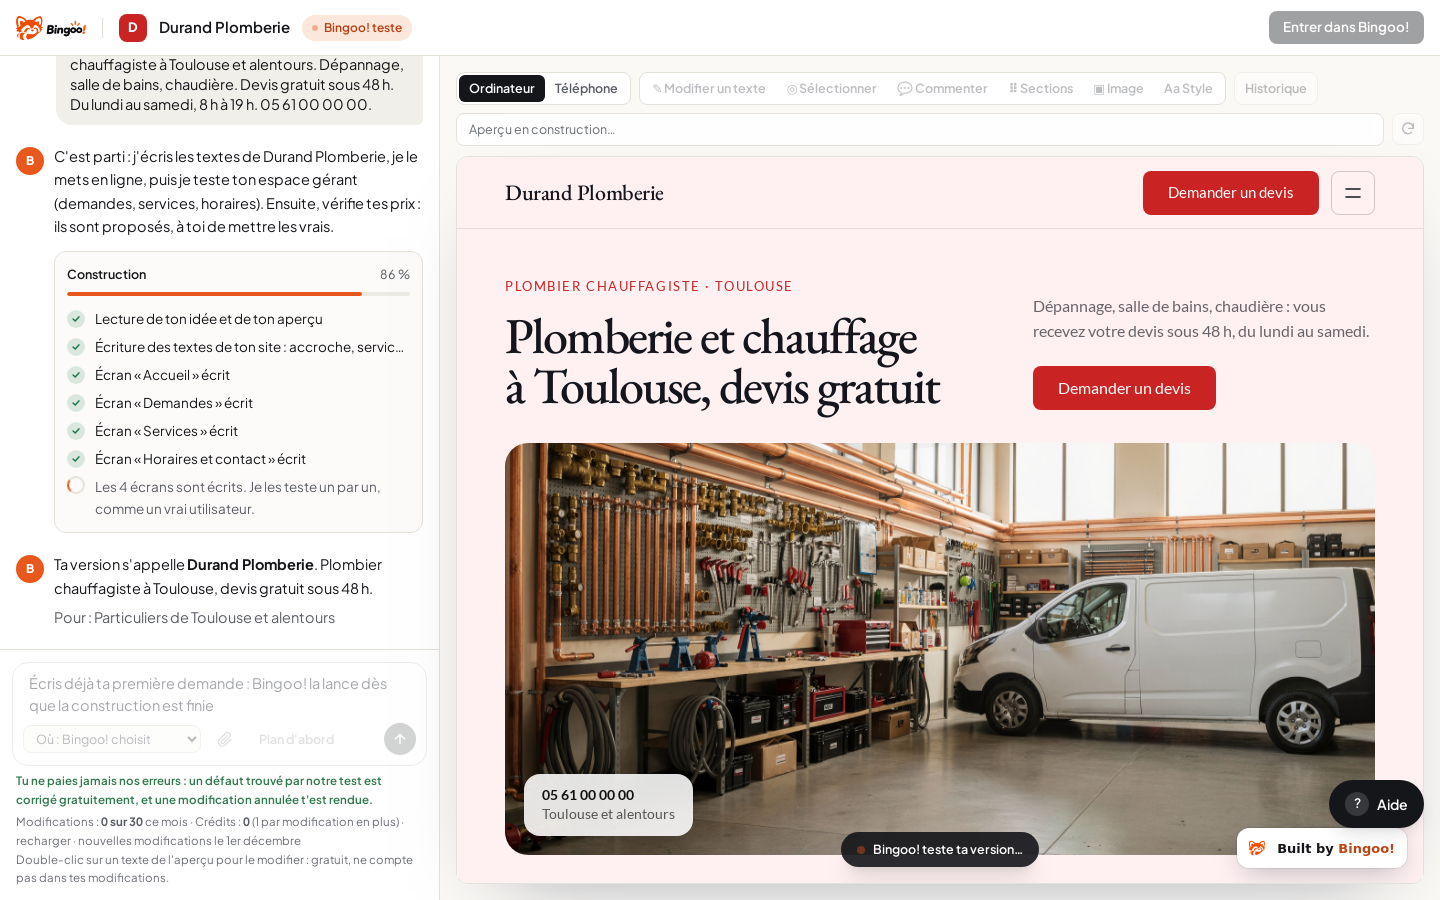 Bingoo!
D
Durand Plomberie
Bingoo! teste
Entrer dans Bingoo!
chauffagiste à Toulouse et alentours. Dépannage,
salle de bains, chaudière. Devis gratuit sous 48 h.
Du lundi au samedi, 8 h à 19 h. 05 61 00 00 00.
B
C'est parti : j'écris les textes de Durand Plomberie, je le
mets en ligne, puis je teste ton espace gérant
(demandes, services, horaires). Ensuite, vérifie tes prix :
ils sont proposés, à toi de mettre les vrais.
Construction
86 %
Lecture de ton idée et de ton aperçu
Écriture des textes de ton site : accroche, servic…
Écran « Accueil » écrit
Écran « Demandes » écrit
Écran « Services » écrit
Écran « Horaires et contact » écrit
Les 4 écrans sont écrits. Je les teste un par un,
comme un vrai utilisateur.
B
Ta version s'appelle Durand Plomberie. Plombier
chauffagiste à Toulouse, devis gratuit sous 48 h.
Pour : Particuliers de Toulouse et alentours
Écris déjà ta première demande : Bingoo! la lance dès
que la construction est finie
Où : Bingoo! choisit
Plan d'abord
Tu ne paies jamais nos erreurs : un défaut trouvé par notre test est
corrigé gratuitement, et une modification annulée t'est rendue.
Modifications : 0 sur 30 ce mois · Crédits : 0 (1 par modification en plus) ·
recharger · nouvelles modifications le 1er décembre
Double-clic sur un texte de l'aperçu pour le modifier : gratuit, ne compte
pas dans tes modifications.
Ordinateur
Téléphone
Modifier un texte
Sélectionner
Commenter
Sections
Image
Aa Style
Historique
Aperçu en construction…
Durand Plomberie
Demander un devis
PLOMBIER CHAUFFAGISTE · TOULOUSE
Plomberie et chauffage
à Toulouse, devis gratuit
Dépannage, salle de bains, chaudière : vous
recevez votre devis sous 48 h, du lundi au samedi.
Demander un devis
05 61 00 00 00
Toulouse et alentours
Bingoo! teste ta version…
? Aide
Built by Bingoo!